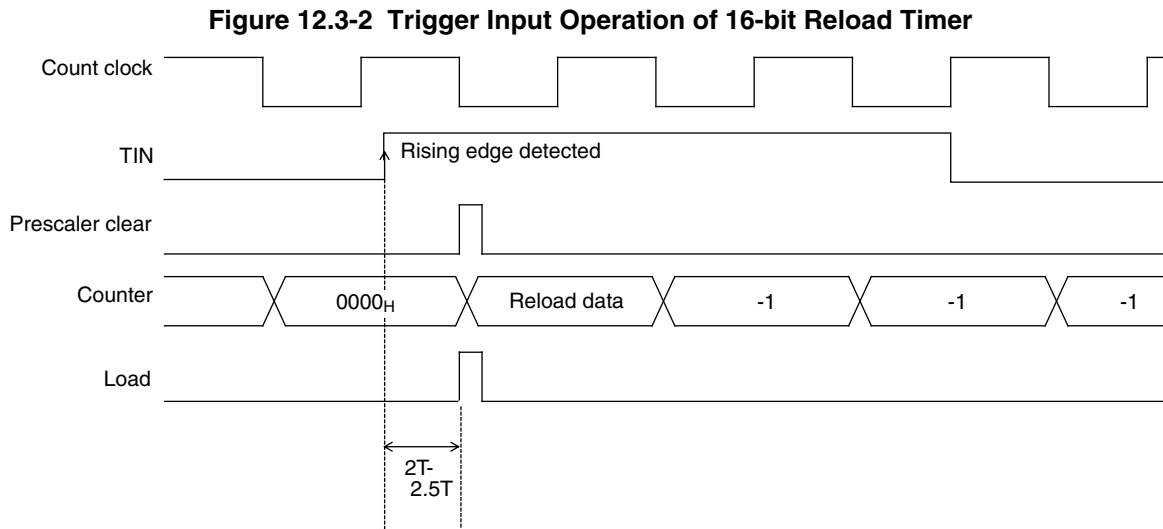 Figure 12.3-2 Trigger Input Operation of 16-bit Reload Timer
Count clock
TIN
Rising edge detected
Prescaler clear
Counter
0000H
Reload data
-1
-1
-1
Load
2T-
2.5T